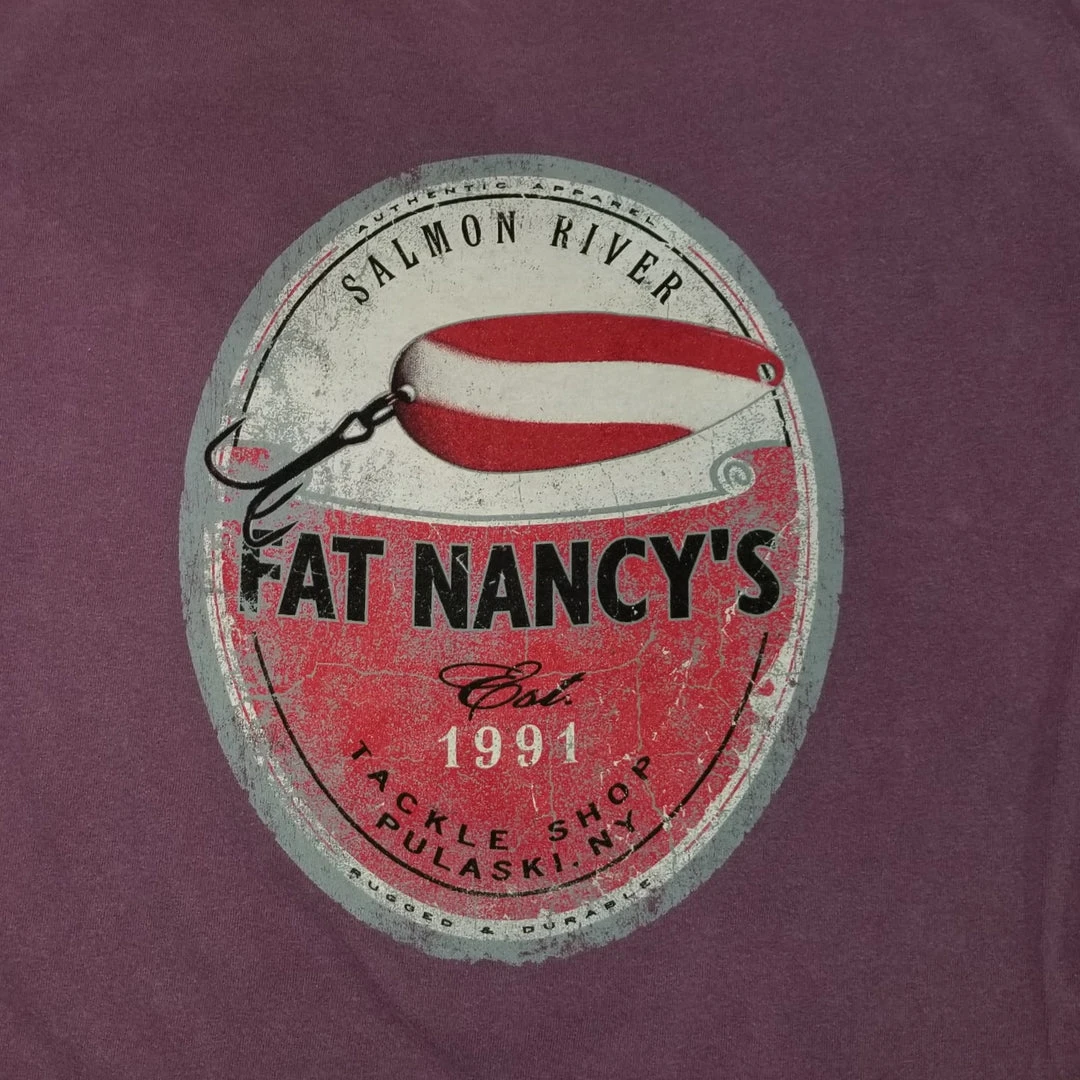 AUTHENTIC APPAREL
SALMON RIVER
FAT NANCY'S
Est.
1991
TACKLE SHOP
PULASKI, NY
RUGGED & DURABLE